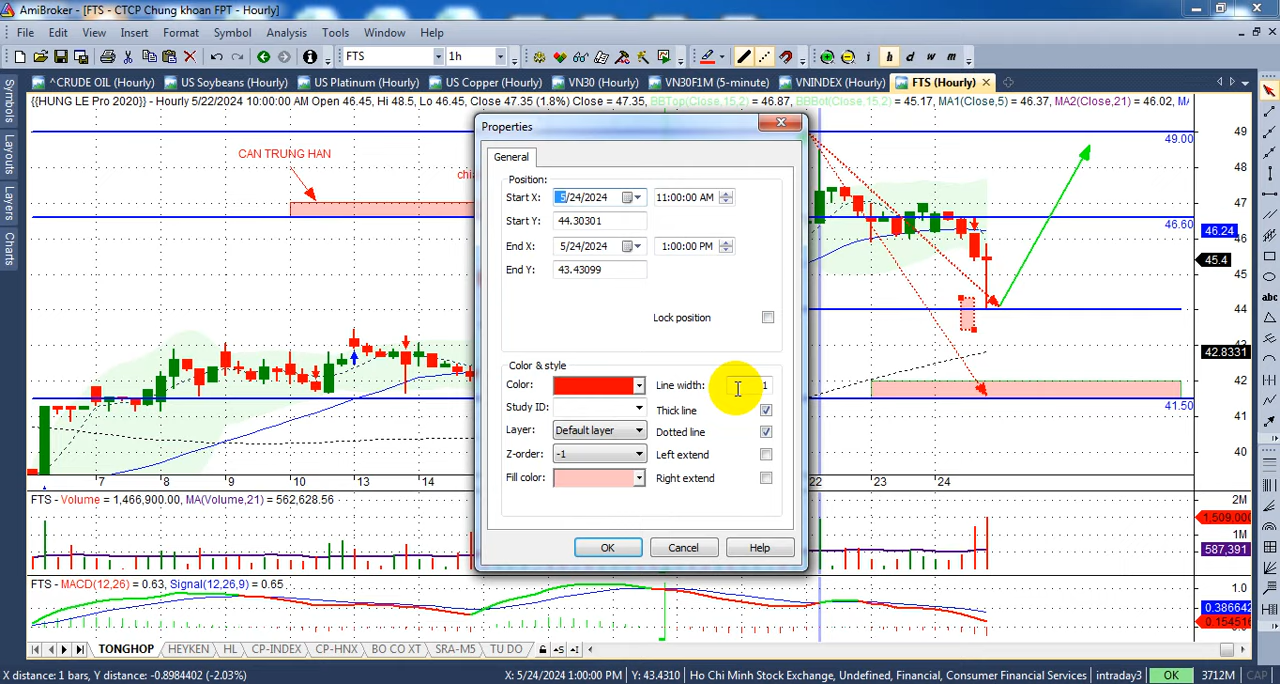 AmiBroker - [FTS - CTCP Chung khoan FPT - Hourly]
File Edit View Insert Format Symbol Analysis Tools Window Help
FTS 1h i h d w m
^CRUDE OIL (Hourly) US Soybeans (Hourly) US Platinum (Hourly) US Copper (Hourly) VN30 (Hourly) VN30F1M (5-minute) VNINDEX (Hourly) FTS (Hourly)
{{HUNG LE Pro 2020}} - Hourly 5/22/2024 10:00:00 AM Open 46.45, Hi 48.5, Lo 46.45, Close 47.35 (1.8%) Close = 47.35, BBTop(Close,15,2) = 46.87, BBBot(Close,15,2) = 45.17, MA1(Close,5) = 46.37, MA2(Close,21) = 46.02,
Symbols
Layouts
Layers
Charts
CAN TRUNG HAN
Properties
General
Position:
Start X: 5/24/2024 11:00:00 AM
Start Y: 44.30301
End X: 5/24/2024 1:00:00 PM
End Y: 43.43099
Lock position
Color & style
Color: Line width: 1
Study ID: Thick line
Layer: Default layer Dotted line
Z-order: -1 Left extend
Fill color: Right extend
OK Cancel Help
49.00
46.60
41.50
49
48
47
46.24
46
45.4
45
44
43
42.8331
42
41
40
abc
7 8 9 10 13 14 22 23 24
FTS - Volume = 1,466,900.00, MA(Volume,21) = 562,628.56
2M
1,509,000
1M
587,391
FTS - MACD(12,26) = 0.63, Signal(12,26,9) = 0.65
1.0
0.386642
0.154516
TONGHOP HEYKEN HL CP-INDEX CP-HNX BO CO XT SRA-M5 TU DO
X distance: 1 bars, Y distance: -0.8984402 (-2.03%) X: 5/24/2024 1:00:00 PM Y: 43.4310 Ho Chi Minh Stock Exchange, Undefined, Financial, Consumer Financial Services intraday3 OK 3712M CAP